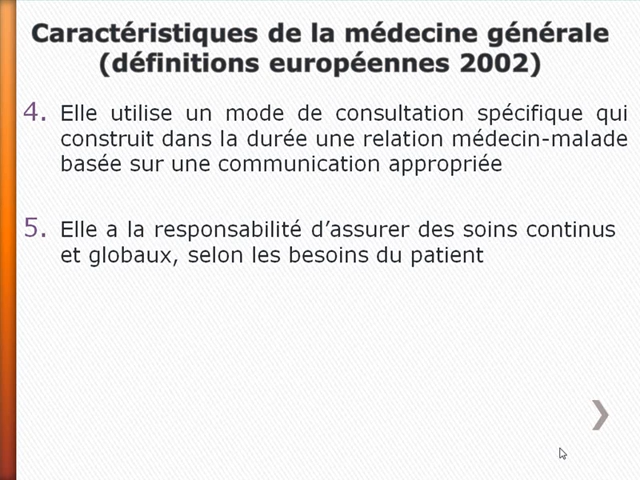 Caractéristiques de la médecine générale
(définitions européennes 2002)
4. Elle utilise un mode de consultation spécifique qui
construit dans la durée une relation médecin-malade
basée sur une communication appropriée
5. Elle a la responsabilité d’assurer des soins continus
et globaux, selon les besoins du patient